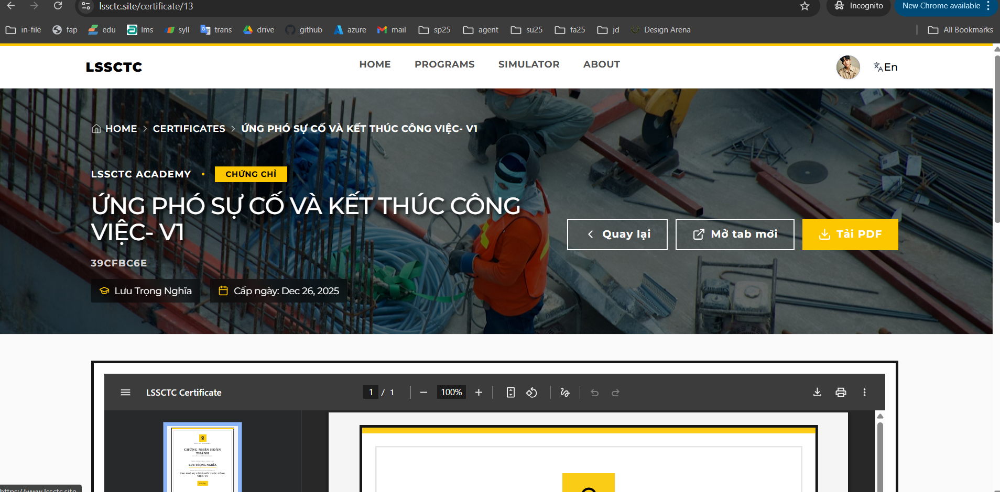 lssctc.site/certificate/13
Incognito
New Chrome available
in-file
fap
edu
lms
syll
trans
drive
github
azure
mail
sp25
agent
su25
fa25
jd
Design Arena
All Bookmarks
LSSCTC
HOME
PROGRAMS
SIMULATOR
ABOUT
En
HOME > CERTIFICATES > ỨNG PHÓ SỰ CỐ VÀ KẾT THÚC CÔNG VIỆC- V1
LSSCTC ACADEMY • CHỨNG CHỈ
ỨNG PHÓ SỰ CỐ VÀ KẾT THÚC CÔNG
VIỆC- V1
Quay lại
Mở tab mới
Tải PDF
39CFBC6E
Lưu Trọng Nghĩa
Cấp ngày: Dec 26, 2025
LSSCTC Certificate
1 / 1
100%
CHỨNG NHẬN HOÀN
THÀNH
LƯU TRỌNG NGHĨA
ỨNG PHÓ SỰ CỐ VÀ KẾT THÚC CÔNG
VIỆC- V1
https://www.lssctc.site